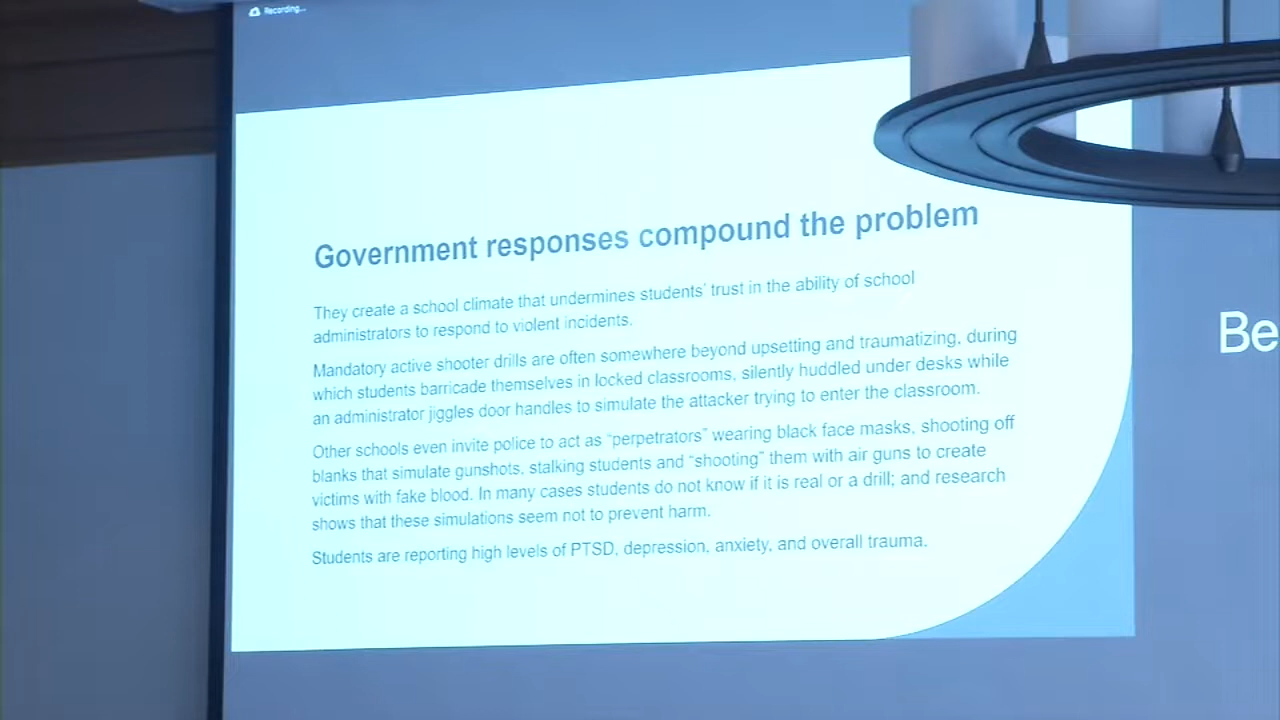 Recording...
Government responses compound the problem
They create a school climate that undermines students' trust in the ability of school
administrators to respond to violent incidents.
Mandatory active shooter drills are often somewhere beyond upsetting and traumatizing, during
which students barricade themselves in locked classrooms, silently huddled under desks while
an administrator jiggles door handles to simulate the attacker trying to enter the classroom.
Other schools even invite police to act as "perpetrators" wearing black face masks, shooting off
blanks that simulate gunshots, stalking students and "shooting" them with air guns to create
victims with fake blood. In many cases students do not know if it is real or a drill; and research
shows that these simulations seem not to prevent harm.
Students are reporting high levels of PTSD, depression, anxiety, and overall trauma.
Be